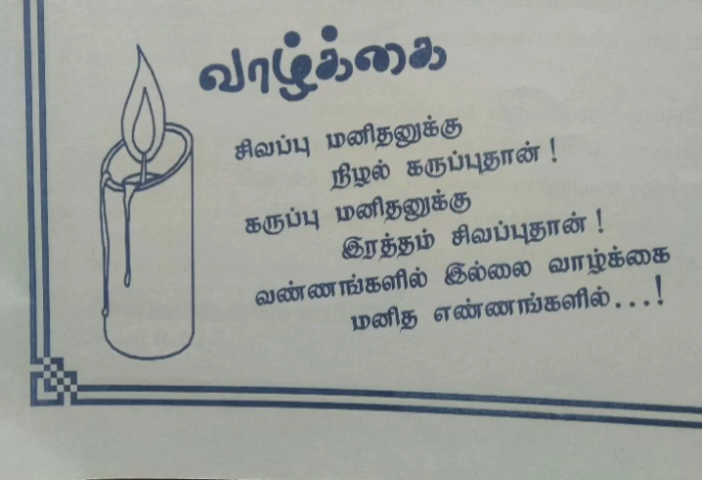 வாழ்க்கை
சிவப்பு மனிதனுக்கு
நிழல் கருப்புதான் !
கருப்பு மனிதனுக்கு
இரத்தம் சிவப்புதான் !
வண்ணங்களில் இல்லை வாழ்க்கை
மனித எண்ணங்களில்...!